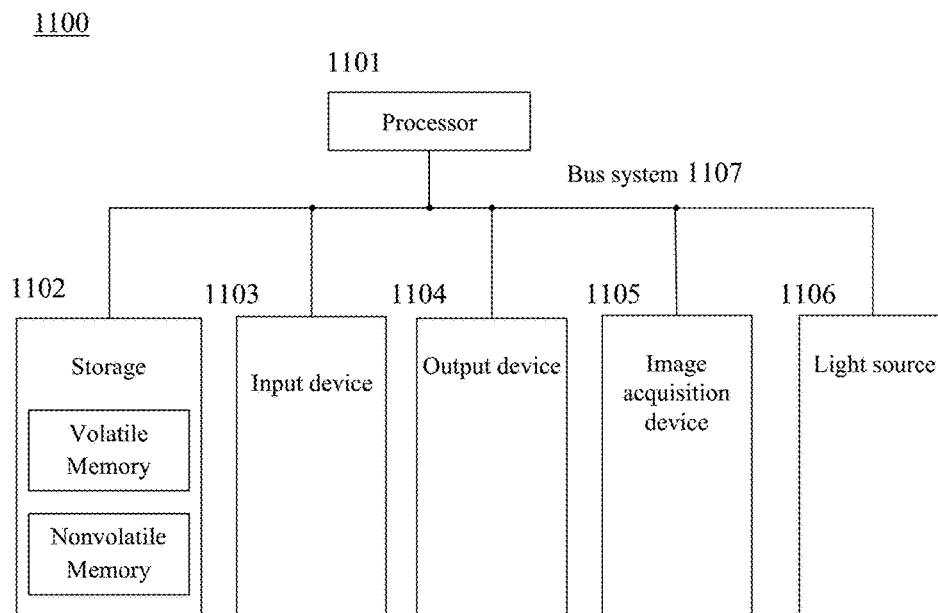 1100
1101
Processor
Bus system 1107
1102
1103
1104
1105
1106
Storage
Volatile
Memory
Nonvolatile
Memory
Input device
Output device
Image
acquisition
device
Light source